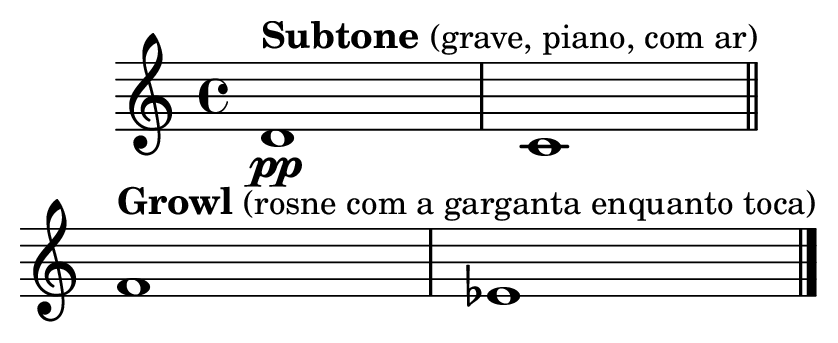 Subtone (grave, piano, com ar)
pp
Growl (rosne com a garganta enquanto toca)